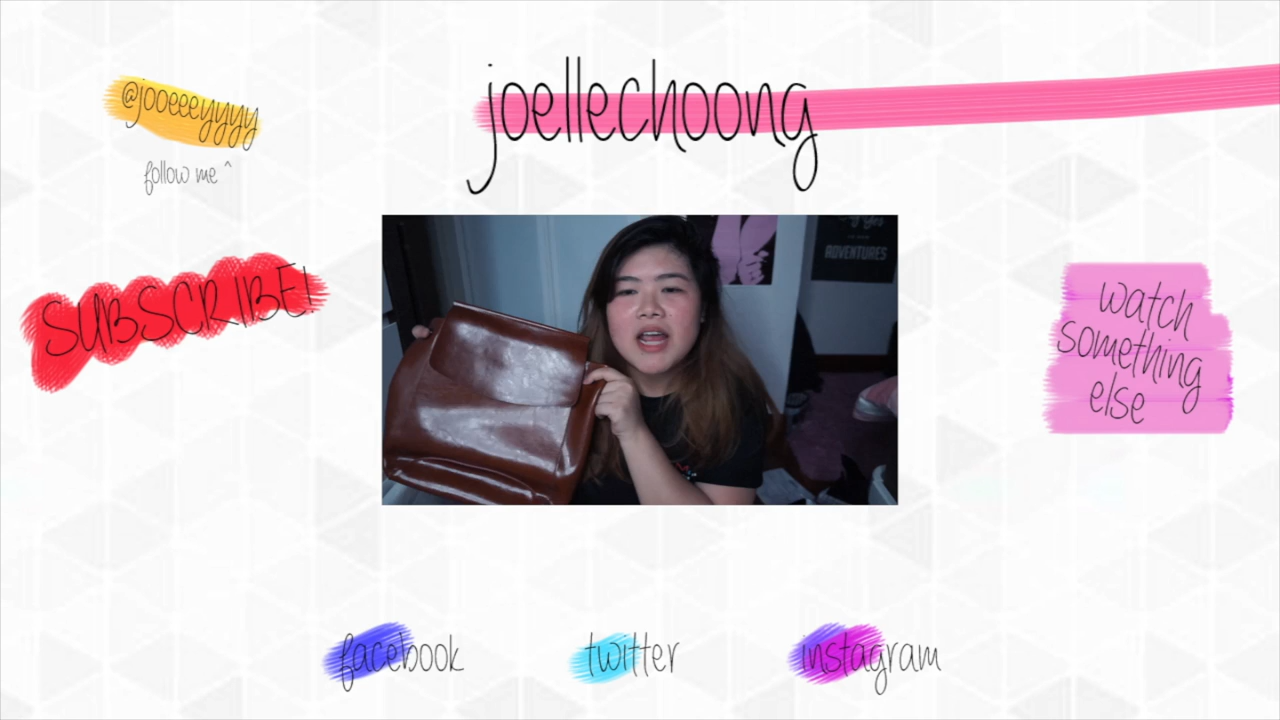 @jooeeeyyyy
follow me ^
joellechoong
SUBSCRIBE!
ADVENTURES
watch
something
else
facebook
twitter
instagram